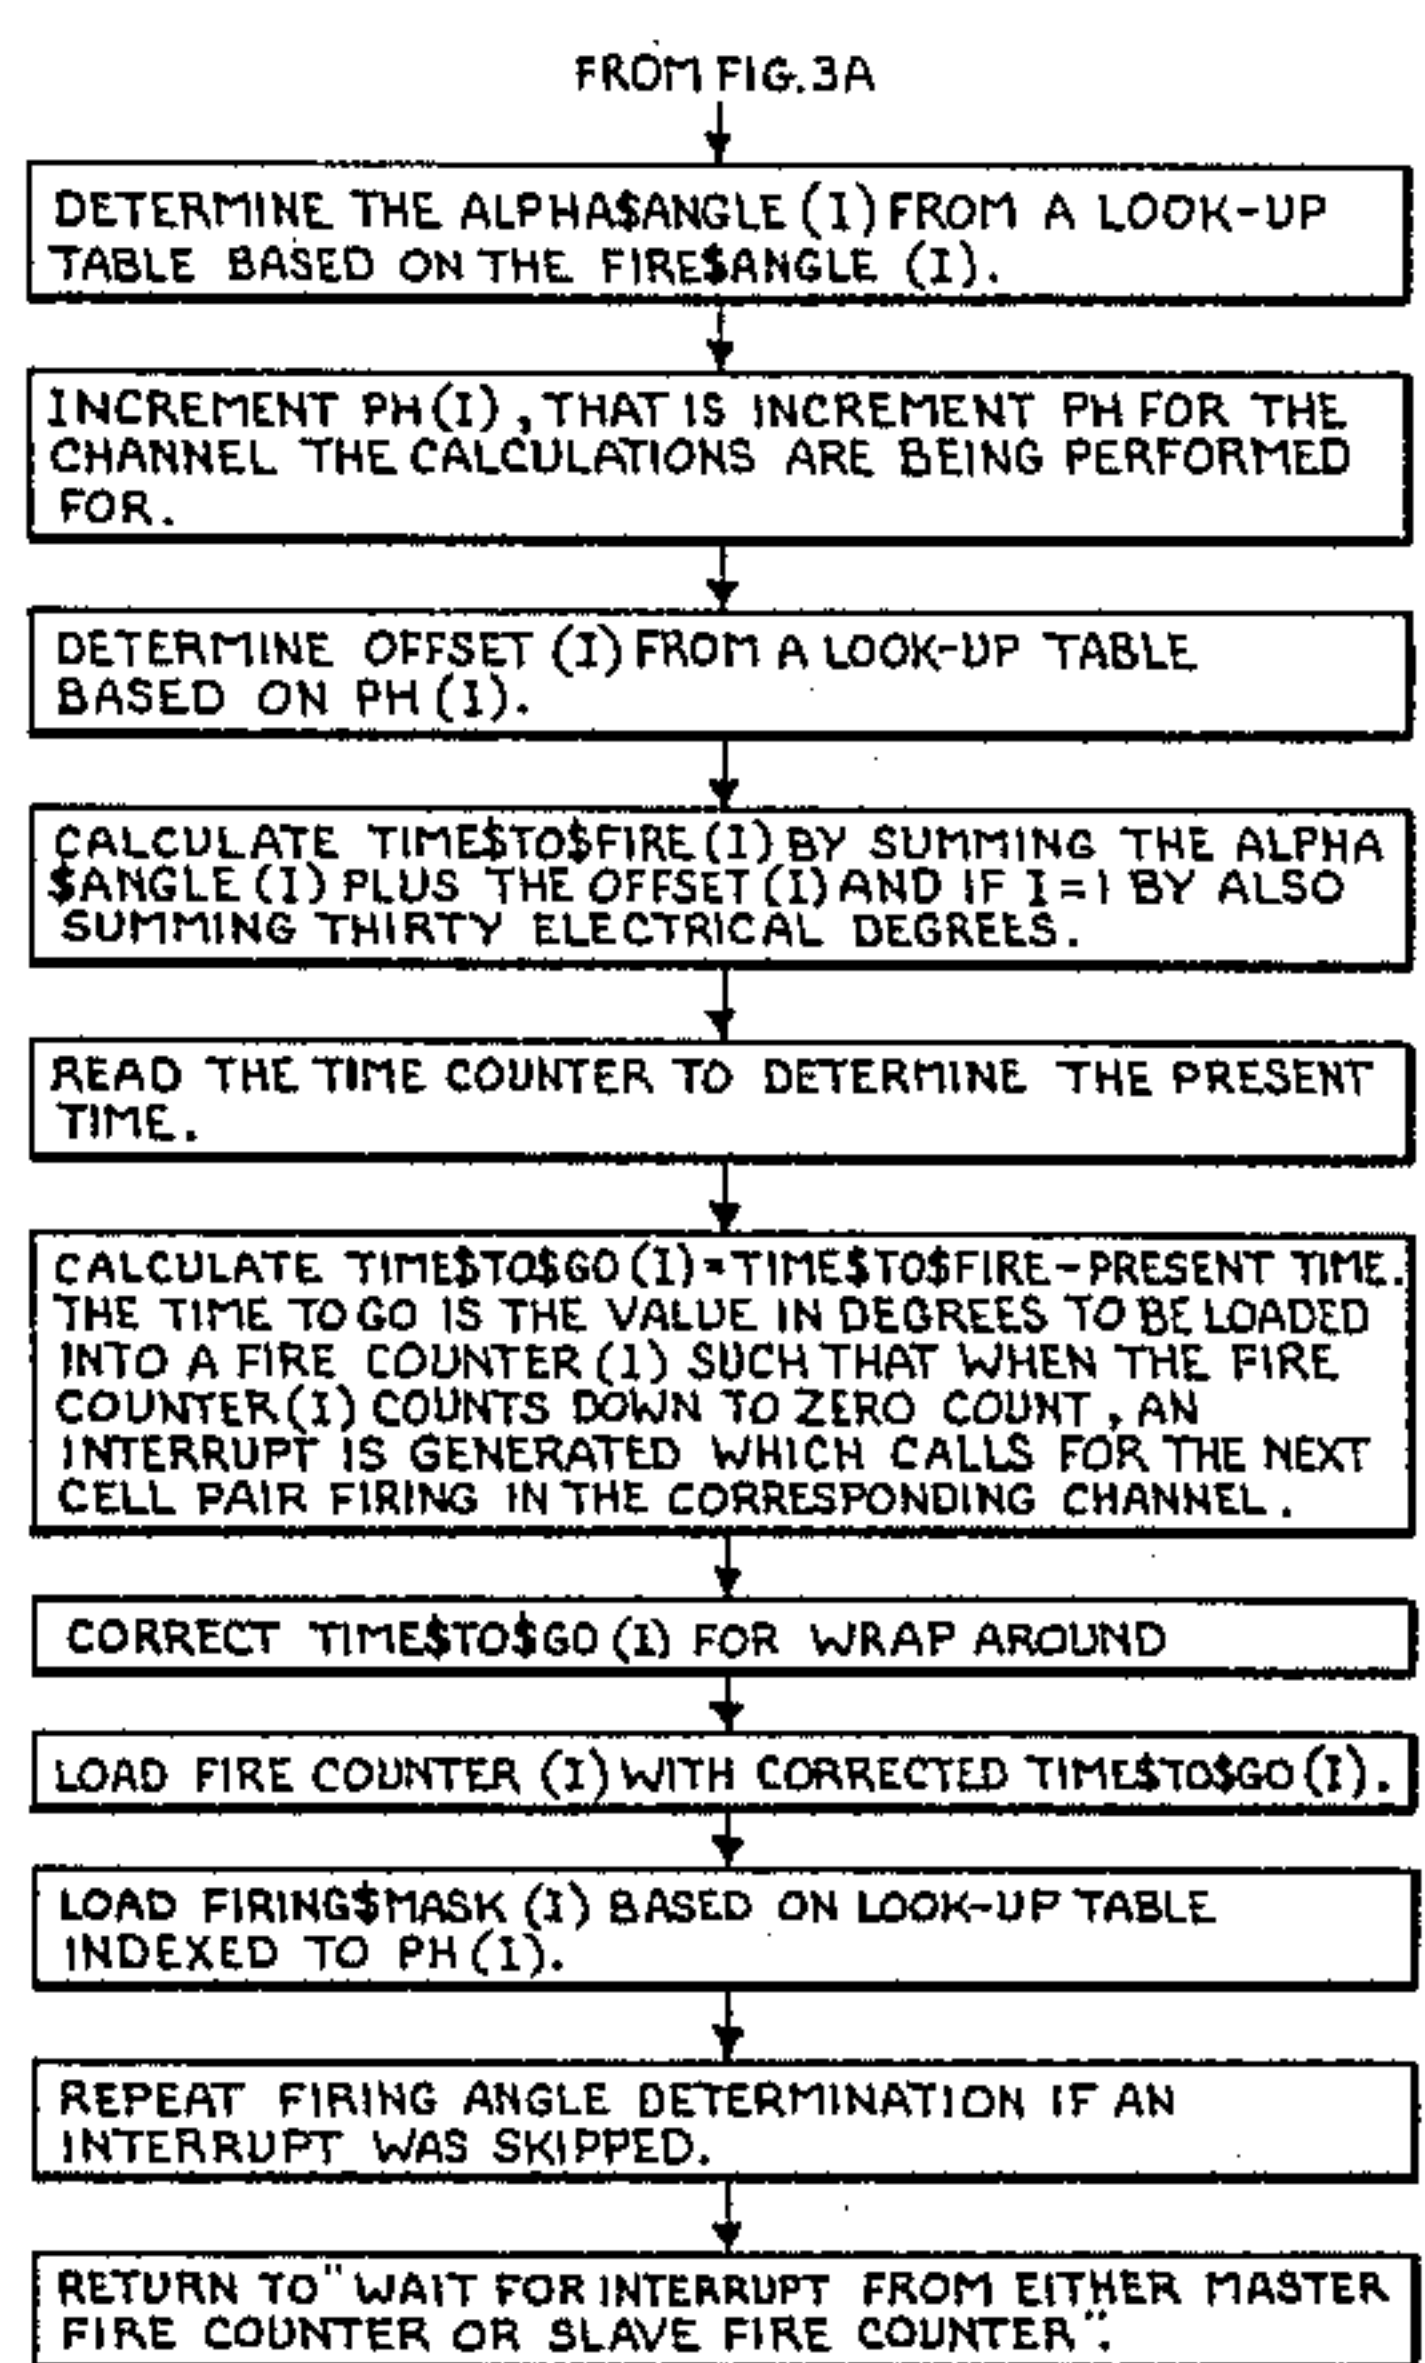 FROM FIG.3A
DETERMINE THE ALPHA$ANGLE (I) FROM A LOOK-UP
TABLE BASED ON THE FIRE$ANGLE (I).
INCREMENT PH(I), THAT IS INCREMENT PH FOR THE
CHANNEL THE CALCULATIONS ARE BEING PERFORMED
FOR.
DETERMINE OFFSET (I) FROM A LOOK-UP TABLE
BASED ON PH (I).
CALCULATE TIME$TO$FIRE (I) BY SUMMING THE ALPHA
$ANGLE (I) PLUS THE OFFSET (I) AND IF I = 1 BY ALSO
SUMMING THIRTY ELECTRICAL DEGREES.
READ THE TIME COUNTER TO DETERMINE THE PRESENT
TIME.
CALCULATE TIME$TO$GO (I) = TIME$TO$FIRE-PRESENT TIME.
THE TIME TO GO IS THE VALUE IN DEGREES TO BE LOADED
INTO A FIRE COUNTER (I) SUCH THAT WHEN THE FIRE
COUNTER (I) COUNTS DOWN TO ZERO COUNT, AN
INTERRUPT IS GENERATED WHICH CALLS FOR THE NEXT
CELL PAIR FIRING IN THE CORRESPONDING CHANNEL.
CORRECT TIME$TO$GO (I) FOR WRAP AROUND
LOAD FIRE COUNTER (I) WITH CORRECTED TIME$TO$GO (I).
LOAD FIRING$MASK (I) BASED ON LOOK-UP TABLE
INDEXED TO PH (I).
REPEAT FIRING ANGLE DETERMINATION IF AN
INTERRUPT WAS SKIPPED.
RETURN TO "WAIT FOR INTERRUPT FROM EITHER MASTER
FIRE COUNTER OR SLAVE FIRE COUNTER".